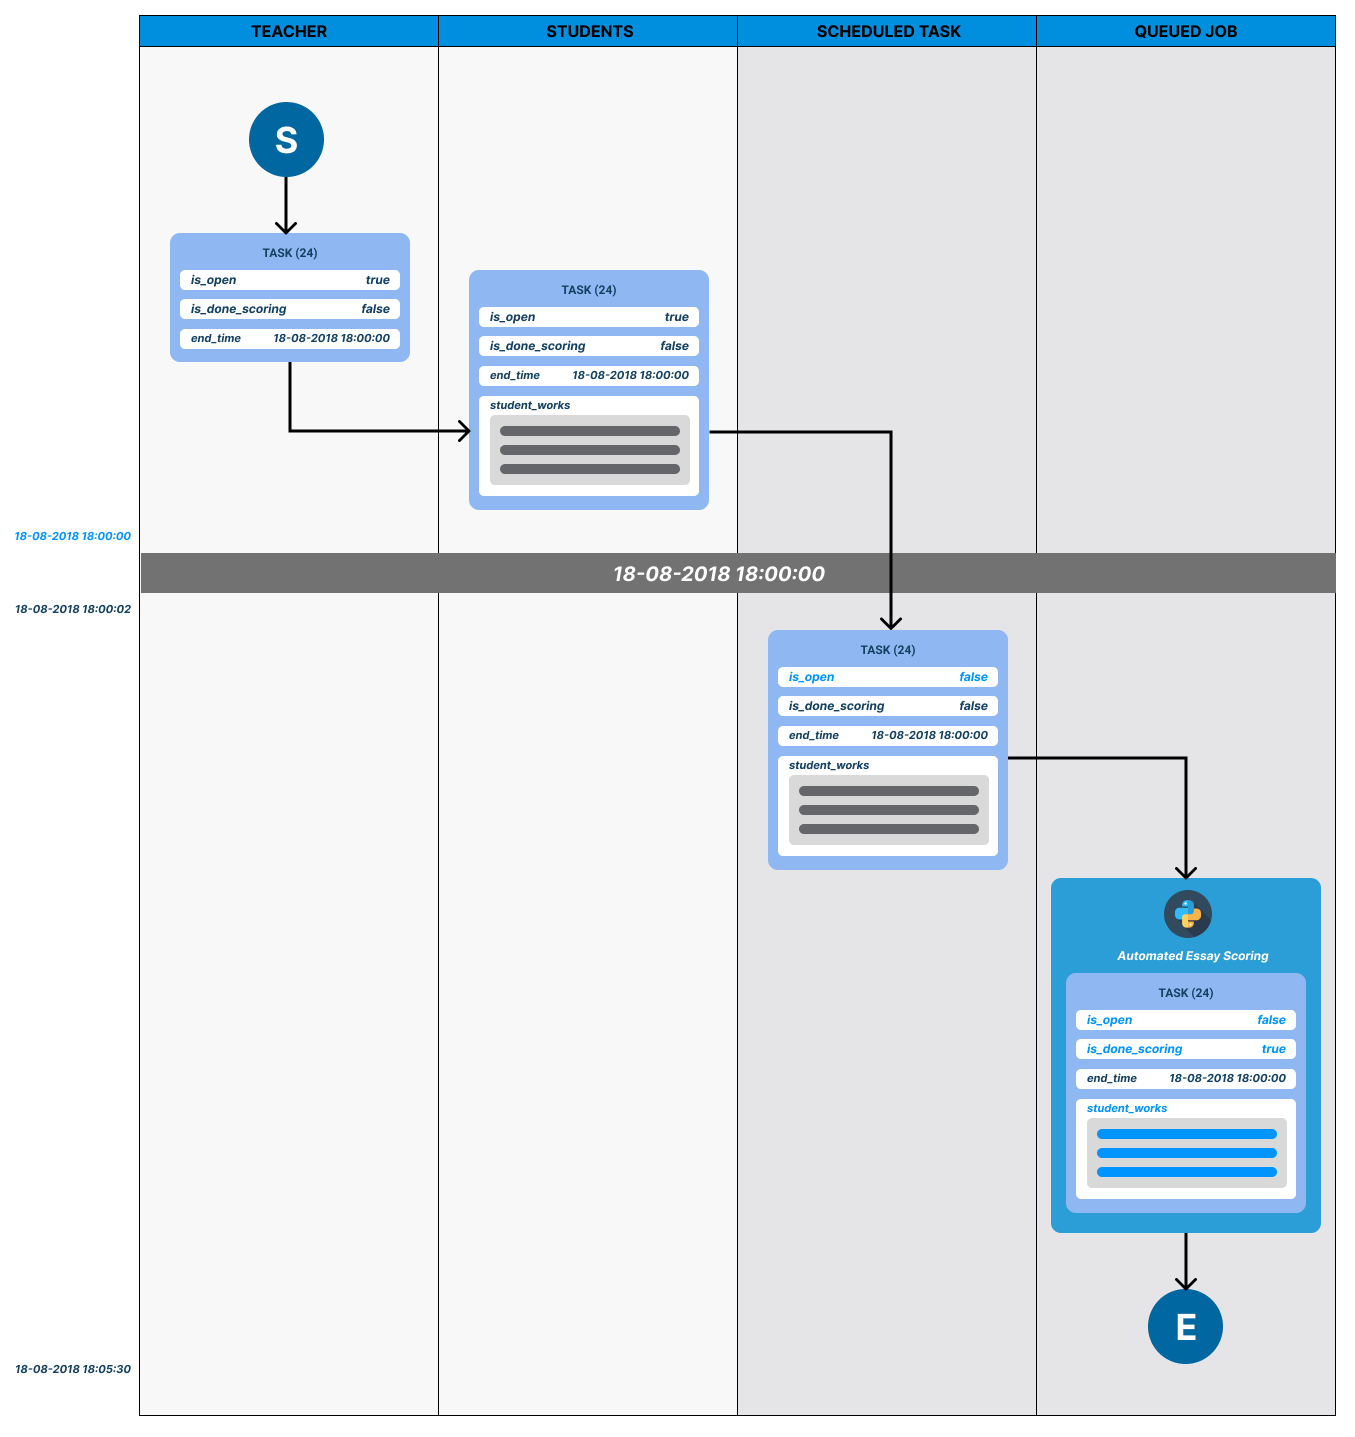 TEACHER
STUDENTS
SCHEDULED TASK
QUEUED JOB
S
TASK (24)
is_open true
is_done_scoring false
end_time 18-08-2018 18:00:00
TASK (24)
is_open true
is_done_scoring false
end_time 18-08-2018 18:00:00
student_works
18-08-2018 18:00:00
18-08-2018 18:00:00
18-08-2018 18:00:02
TASK (24)
is_open false
is_done_scoring false
end_time 18-08-2018 18:00:00
student_works
Automated Essay Scoring
TASK (24)
is_open false
is_done_scoring true
end_time 18-08-2018 18:00:00
student_works
E
18-08-2018 18:05:30